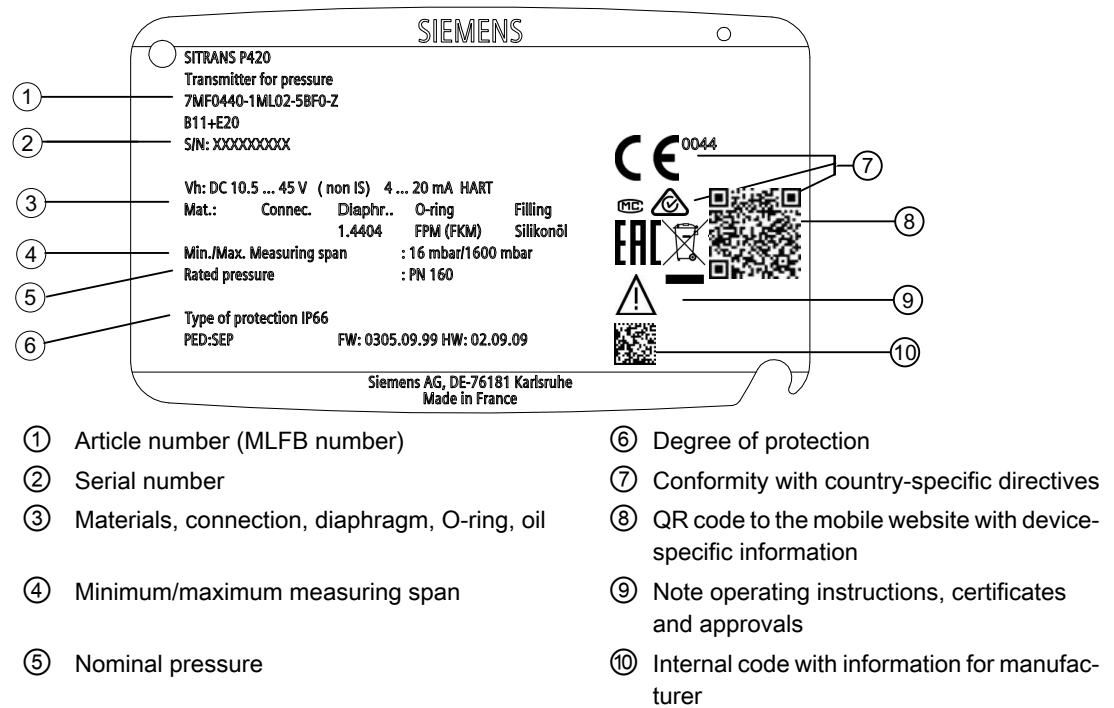 SIEMENS
SITRANS P420
Transmitter for pressure
7MF0440-1ML02-5BF0-Z
B11+E20
S/N: XXXXXXXXX
Vh: DC 10.5 ... 45 V ( non IS) 4 ... 20 mA HART
Mat.: Connec. Diaphr.. O-ring Filling
1.4404 FPM (FKM) Silikonöl
Min./Max. Measuring span : 16 mbar/1600 mbar
Rated pressure : PN 160
Type of protection IP66
PED:SEP FW: 0305.09.99 HW: 02.09.09
Siemens AG, DE-76181 Karlsruhe
Made in France
CE 0044
MC
EAC
①
②
③
④
⑤
⑥
⑦
⑧
⑨
⑩
① Article number (MLFB number)
② Serial number
③ Materials, connection, diaphragm, O-ring, oil
④ Minimum/maximum measuring span
⑤ Nominal pressure
⑥ Degree of protection
⑦ Conformity with country-specific directives
⑧ QR code to the mobile website with device-
specific information
⑨ Note operating instructions, certificates
and approvals
⑩ Internal code with information for manufac-
turer